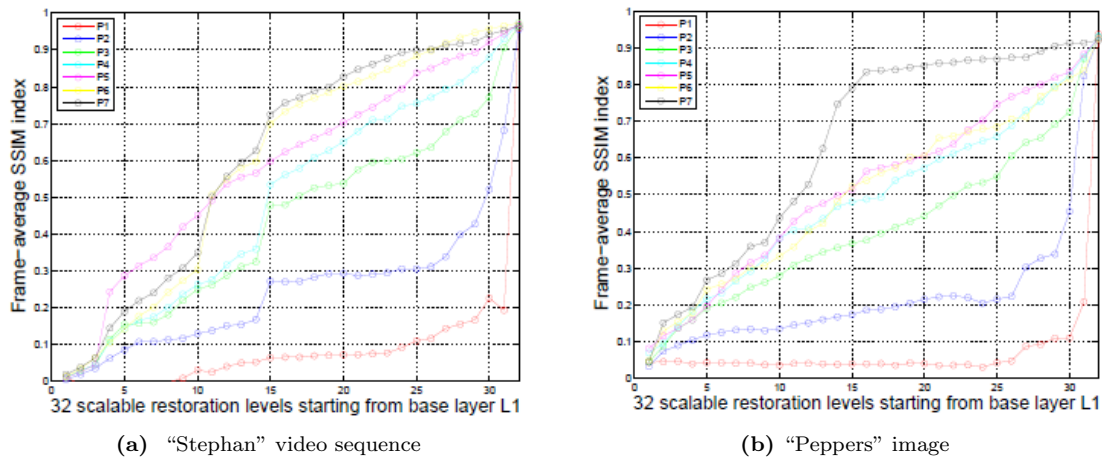 P1
P2
P3
P4
P5
P6
P7
Frame-average SSIM index
1
0.9
0.8
0.7
0.6
0.5
0.4
0.3
0.2
0.1
0
0 5 10 15 20 25 30
32 scalable restoration levels starting from base layer L1
(a) “Stephan” video sequence
P1
P2
P3
P4
P5
P6
P7
Frame-average SSIM index
1
0.9
0.8
0.7
0.6
0.5
0.4
0.3
0.2
0.1
0
0 5 10 15 20 25 30
32 scalable restoration levels starting from base layer L1
(b) “Peppers” image